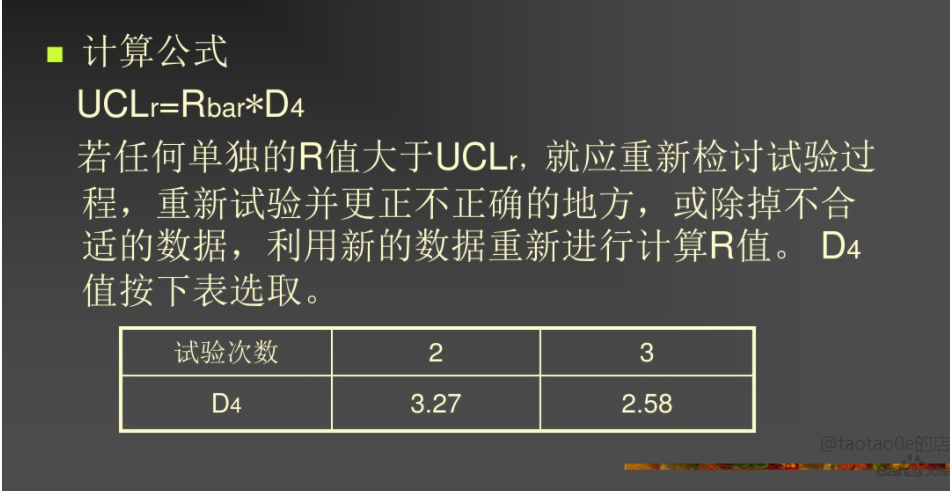 计算公式
UCLr=Rbar*D4
若任何单独的R值大于UCLr，就应重新检讨试验过
程，重新试验并更正不正确的地方，或除掉不合
适的数据，利用新的数据重新进行计算R值。 D4
值按下表选取。
试验次数 2 3
D4 3.27 2.58
@taotao0e的店